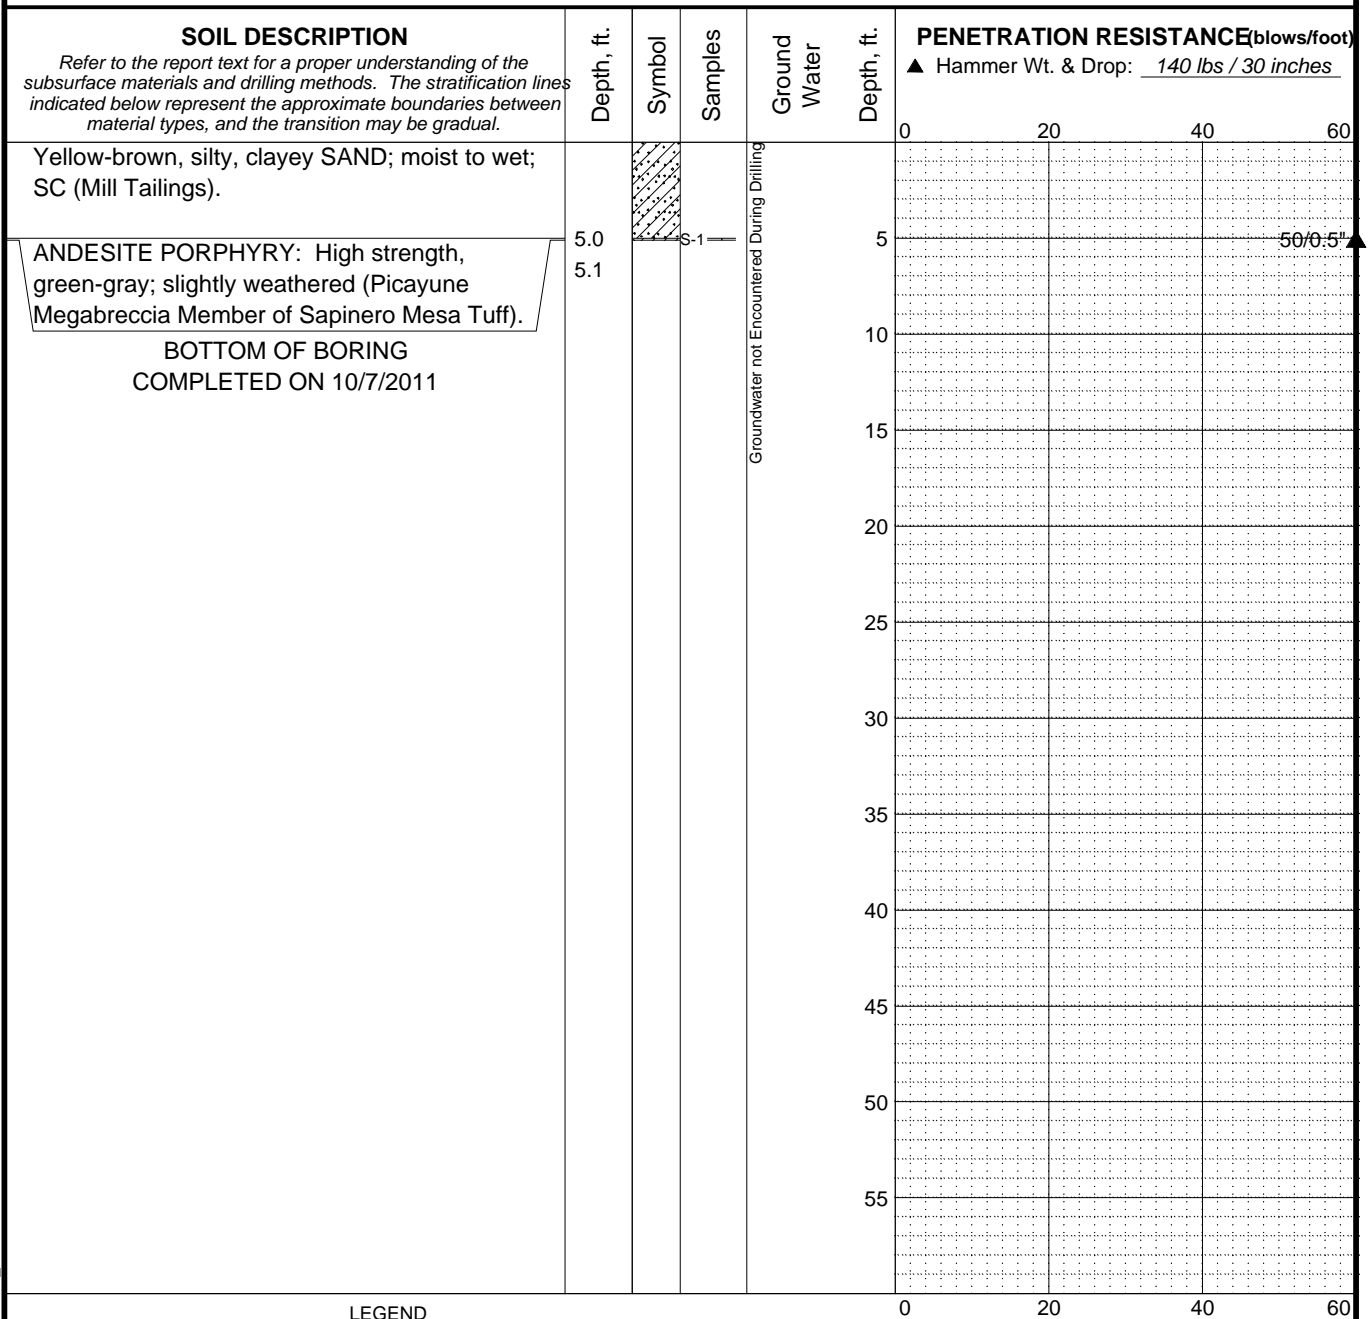 SOIL DESCRIPTION
Refer to the report text for a proper understanding of the
subsurface materials and drilling methods. The stratification lines
indicated below represent the approximate boundaries between
material types, and the transition may be gradual.
Depth, ft.
Symbol
Samples
Ground
Water
Depth, ft.
PENETRATION RESISTANCE(blows/foot)
▲ Hammer Wt. & Drop: 140 lbs / 30 inches
0 20 40 60
Yellow-brown, silty, clayey SAND; moist to wet;
SC (Mill Tailings).
Groundwater not Encountered During Drilling
5.0
S-1
5
50/0.5"
ANDESITE PORPHYRY: High strength,
green-gray; slightly weathered (Picayune
Megabreccia Member of Sapinero Mesa Tuff).
5.1
BOTTOM OF BORING
COMPLETED ON 10/7/2011
10
15
20
25
30
35
40
45
50
55
LEGEND
0 20 40 60